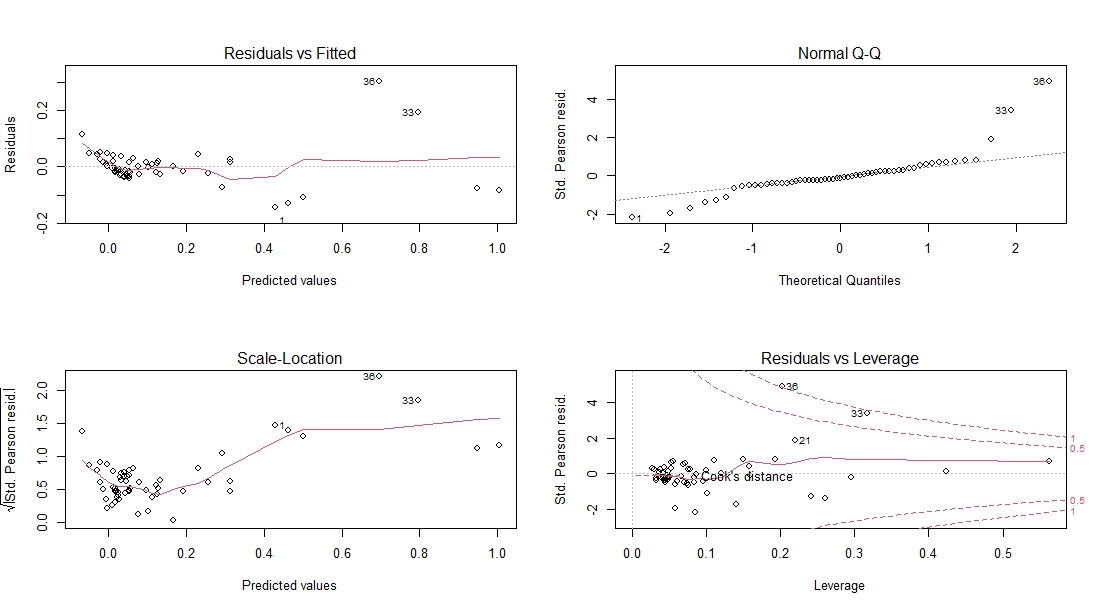 Residuals vs Fitted
Residuals
-0.2 0.0 0.2
36
33
1
0.0 0.2 0.4 0.6 0.8 1.0
Predicted values
Normal Q-Q
Std. Pearson resid.
-2 0 2 4
36
33
1
-2 -1 0 1 2
Theoretical Quantiles
Scale-Location
√|Std. Pearson resid.|
0.0 0.5 1.0 1.5 2.0
36
33
1
0.0 0.2 0.4 0.6 0.8 1.0
Predicted values
Residuals vs Leverage
Std. Pearson resid.
-2 0 2 4
36
33
21
Cook's distance
1
0.5
0.5
1
0.0 0.1 0.2 0.3 0.4 0.5
Leverage